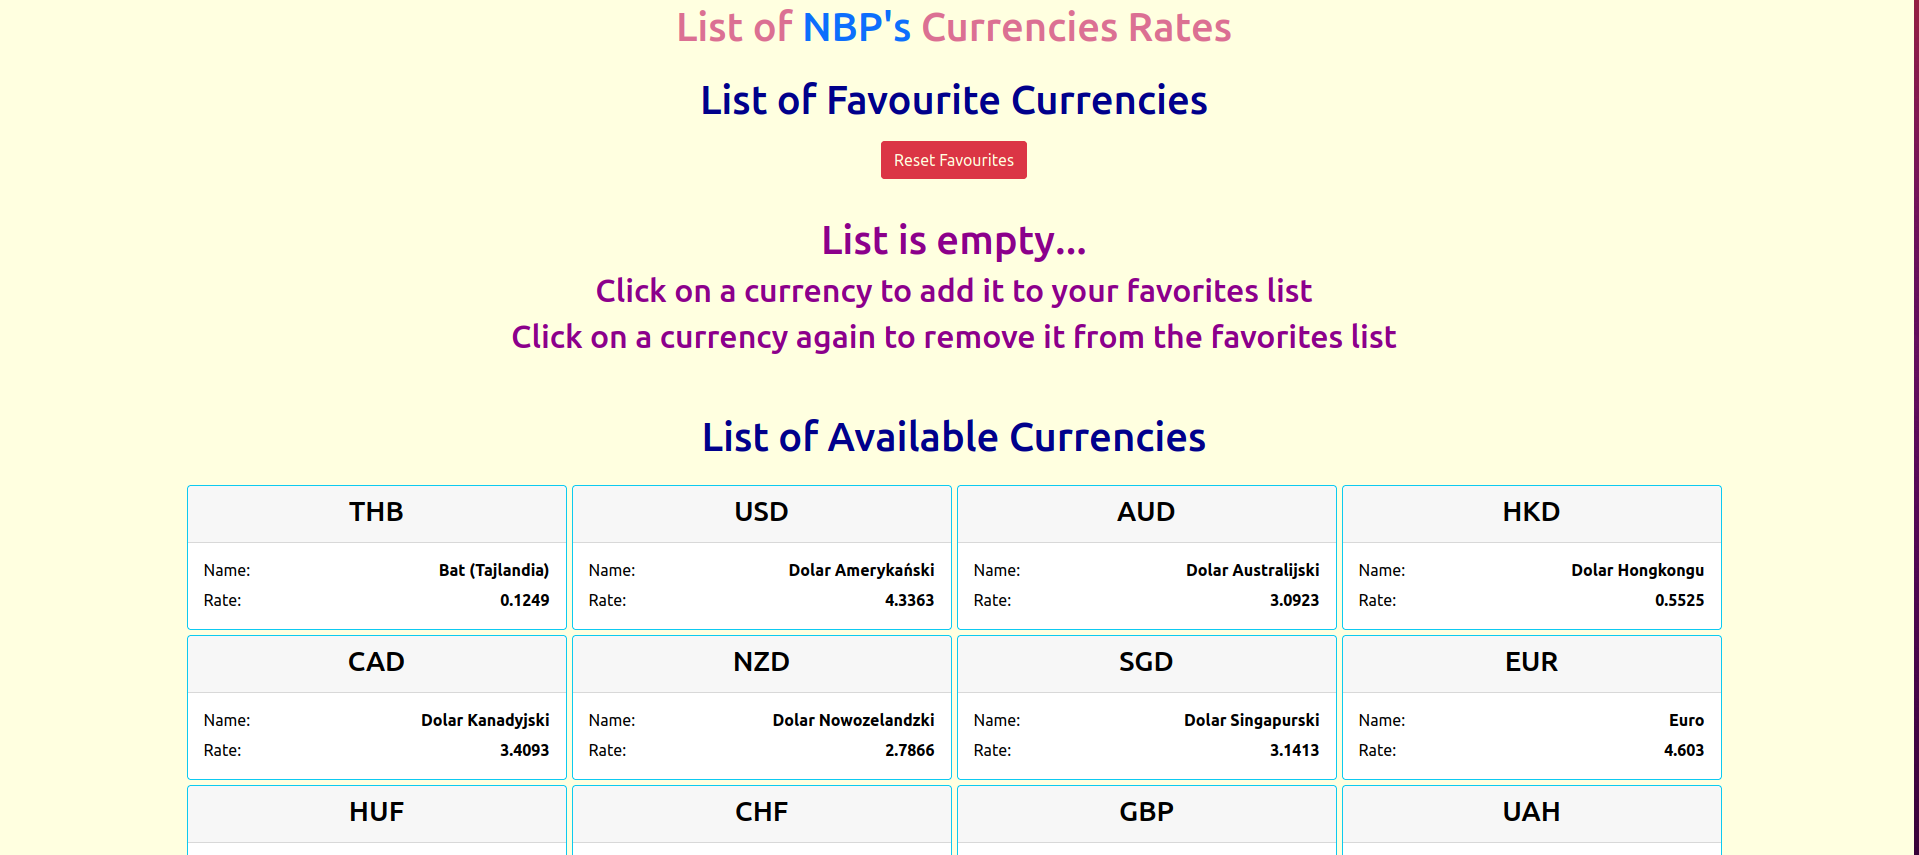 List of NBP's Currencies Rates
List of Favourite Currencies
Reset Favourites
List is empty...
Click on a currency to add it to your favorites list
Click on a currency again to remove it from the favorites list
List of Available Currencies
THB
Name: Bat (Tajlandia)
Rate: 0.1249
USD
Name: Dolar Amerykański
Rate: 4.3363
AUD
Name: Dolar Australijski
Rate: 3.0923
HKD
Name: Dolar Hongkongu
Rate: 0.5525
CAD
Name: Dolar Kanadyjski
Rate: 3.4093
NZD
Name: Dolar Nowozelandzki
Rate: 2.7866
SGD
Name: Dolar Singapurski
Rate: 3.1413
EUR
Name: Euro
Rate: 4.603
HUF
CHF
GBP
UAH